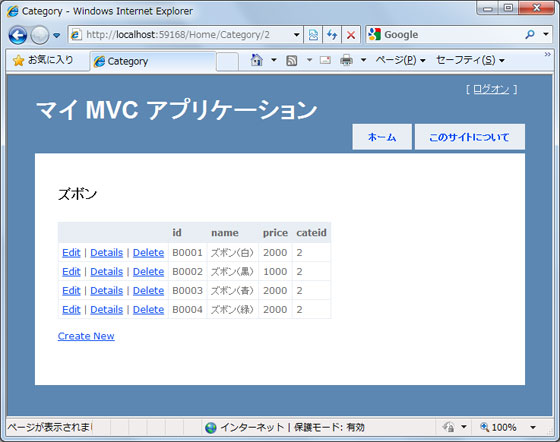 Category - Windows Internet Explorer
http://localhost:59168/Home/Category/2
Google
お気に入り Category ページ(P) セーフティ(S)
[ ログオン ]
マイ MVC アプリケーション
ホーム このサイトについて
ズボン
id name price cateid
Edit | Details | Delete B0001 ズボン(白) 2000 2
Edit | Details | Delete B0002 ズボン(黒) 1000 2
Edit | Details | Delete B0003 ズボン(青) 2000 2
Edit | Details | Delete B0004 ズボン(緑) 2000 2
Create New
ページが表示されまし インターネット | 保護モード: 有効 100%